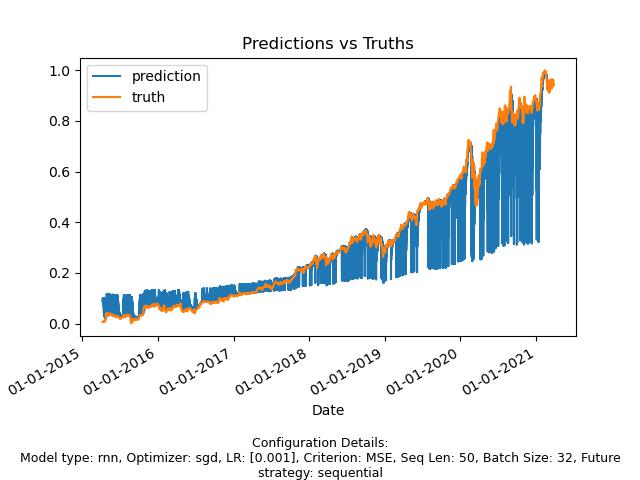 Predictions vs Truths
prediction
truth
1.0
0.8
0.6
0.4
0.2
0.0
01-01-2015
01-01-2016
01-01-2017
01-01-2018
01-01-2019
01-01-2020
01-01-2021
Date
Configuration Details:
Model type: rnn, Optimizer: sgd, LR: [0.001], Criterion: MSE, Seq Len: 50, Batch Size: 32, Future
strategy: sequential